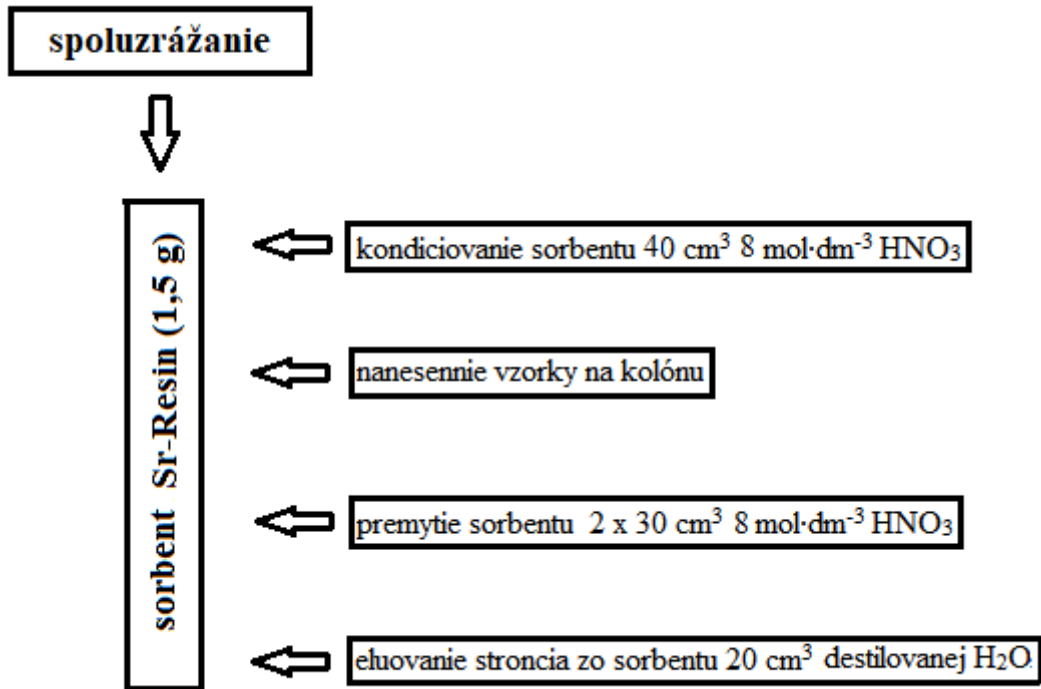 spoluzrážanie
sorbent Sr-Resin (1,5 g)
kondiciovanie sorbentu 40 cm³ 8 mol·dm⁻³ HNO₃
nanesennie vzorky na kolónu
premytie sorbentu 2 x 30 cm³ 8 mol·dm⁻³ HNO₃
eluovanie stroncia zo sorbentu 20 cm³ destilovanej H₂O